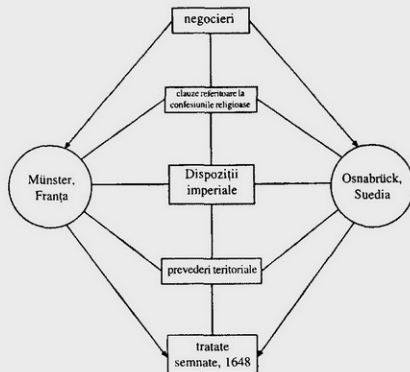 negocieri
clauze referitoare la
confesiunile religioase
Münster,
Franța
Dispoziții
imperiale
Osnabrück,
Suedia
prevederi teritoriale
tratate
semnate, 1648